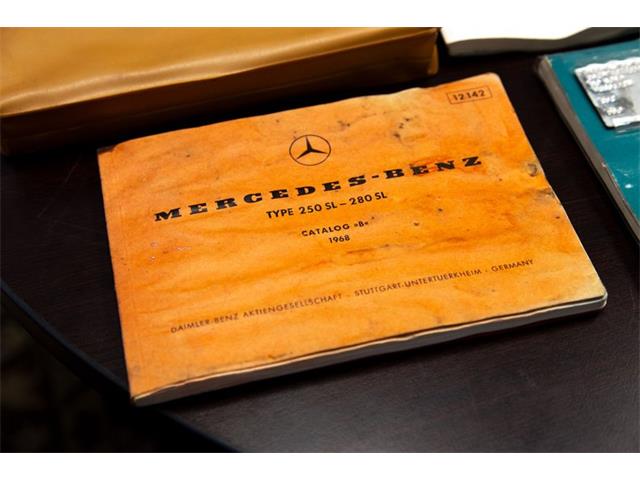 12142
MERCEDES-BENZ
TYPE 250 SL – 280 SL
CATALOG »B«
1968
DAIMLER-BENZ AKTIENGESELLSCHAFT · STUTTGART-UNTERTUERKHEIM · GERMANY